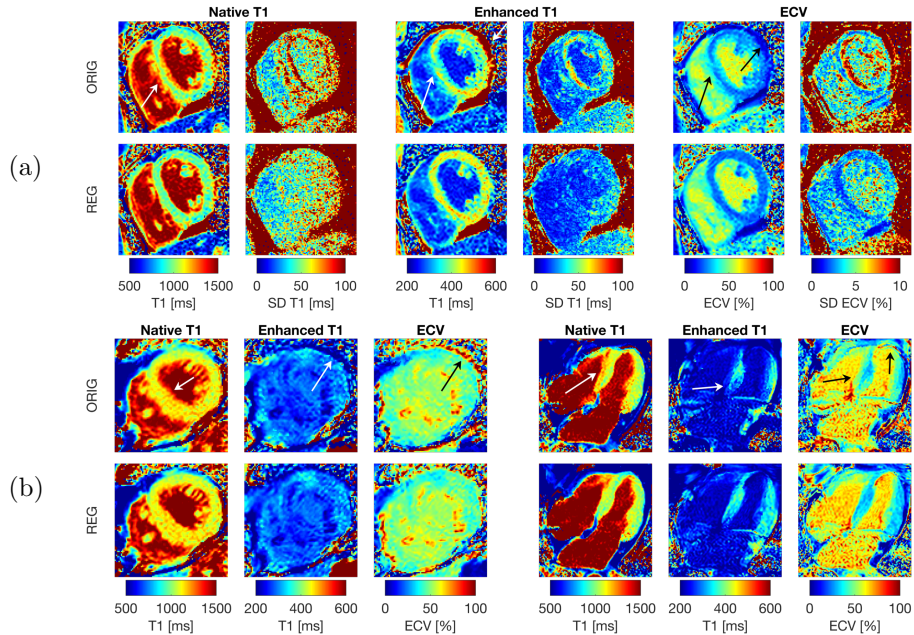 Native T1 Enhanced T1 ECV
ORIG
(a)
REG
500 1000 1500 0 50 100 200 400 600 0 50 100 0 50 100 0 5 10
T1 [ms] SD T1 [ms] T1 [ms] SD T1 [ms] ECV [%] SD ECV [%]
Native T1 Enhanced T1 ECV Native T1 Enhanced T1 ECV
ORIG
(b)
REG
500 1000 1500 200 400 600 0 50 100 500 1000 1500 200 400 600 0 50 100
T1 [ms] T1 [ms] ECV [%] T1 [ms] T1 [ms] ECV [%]